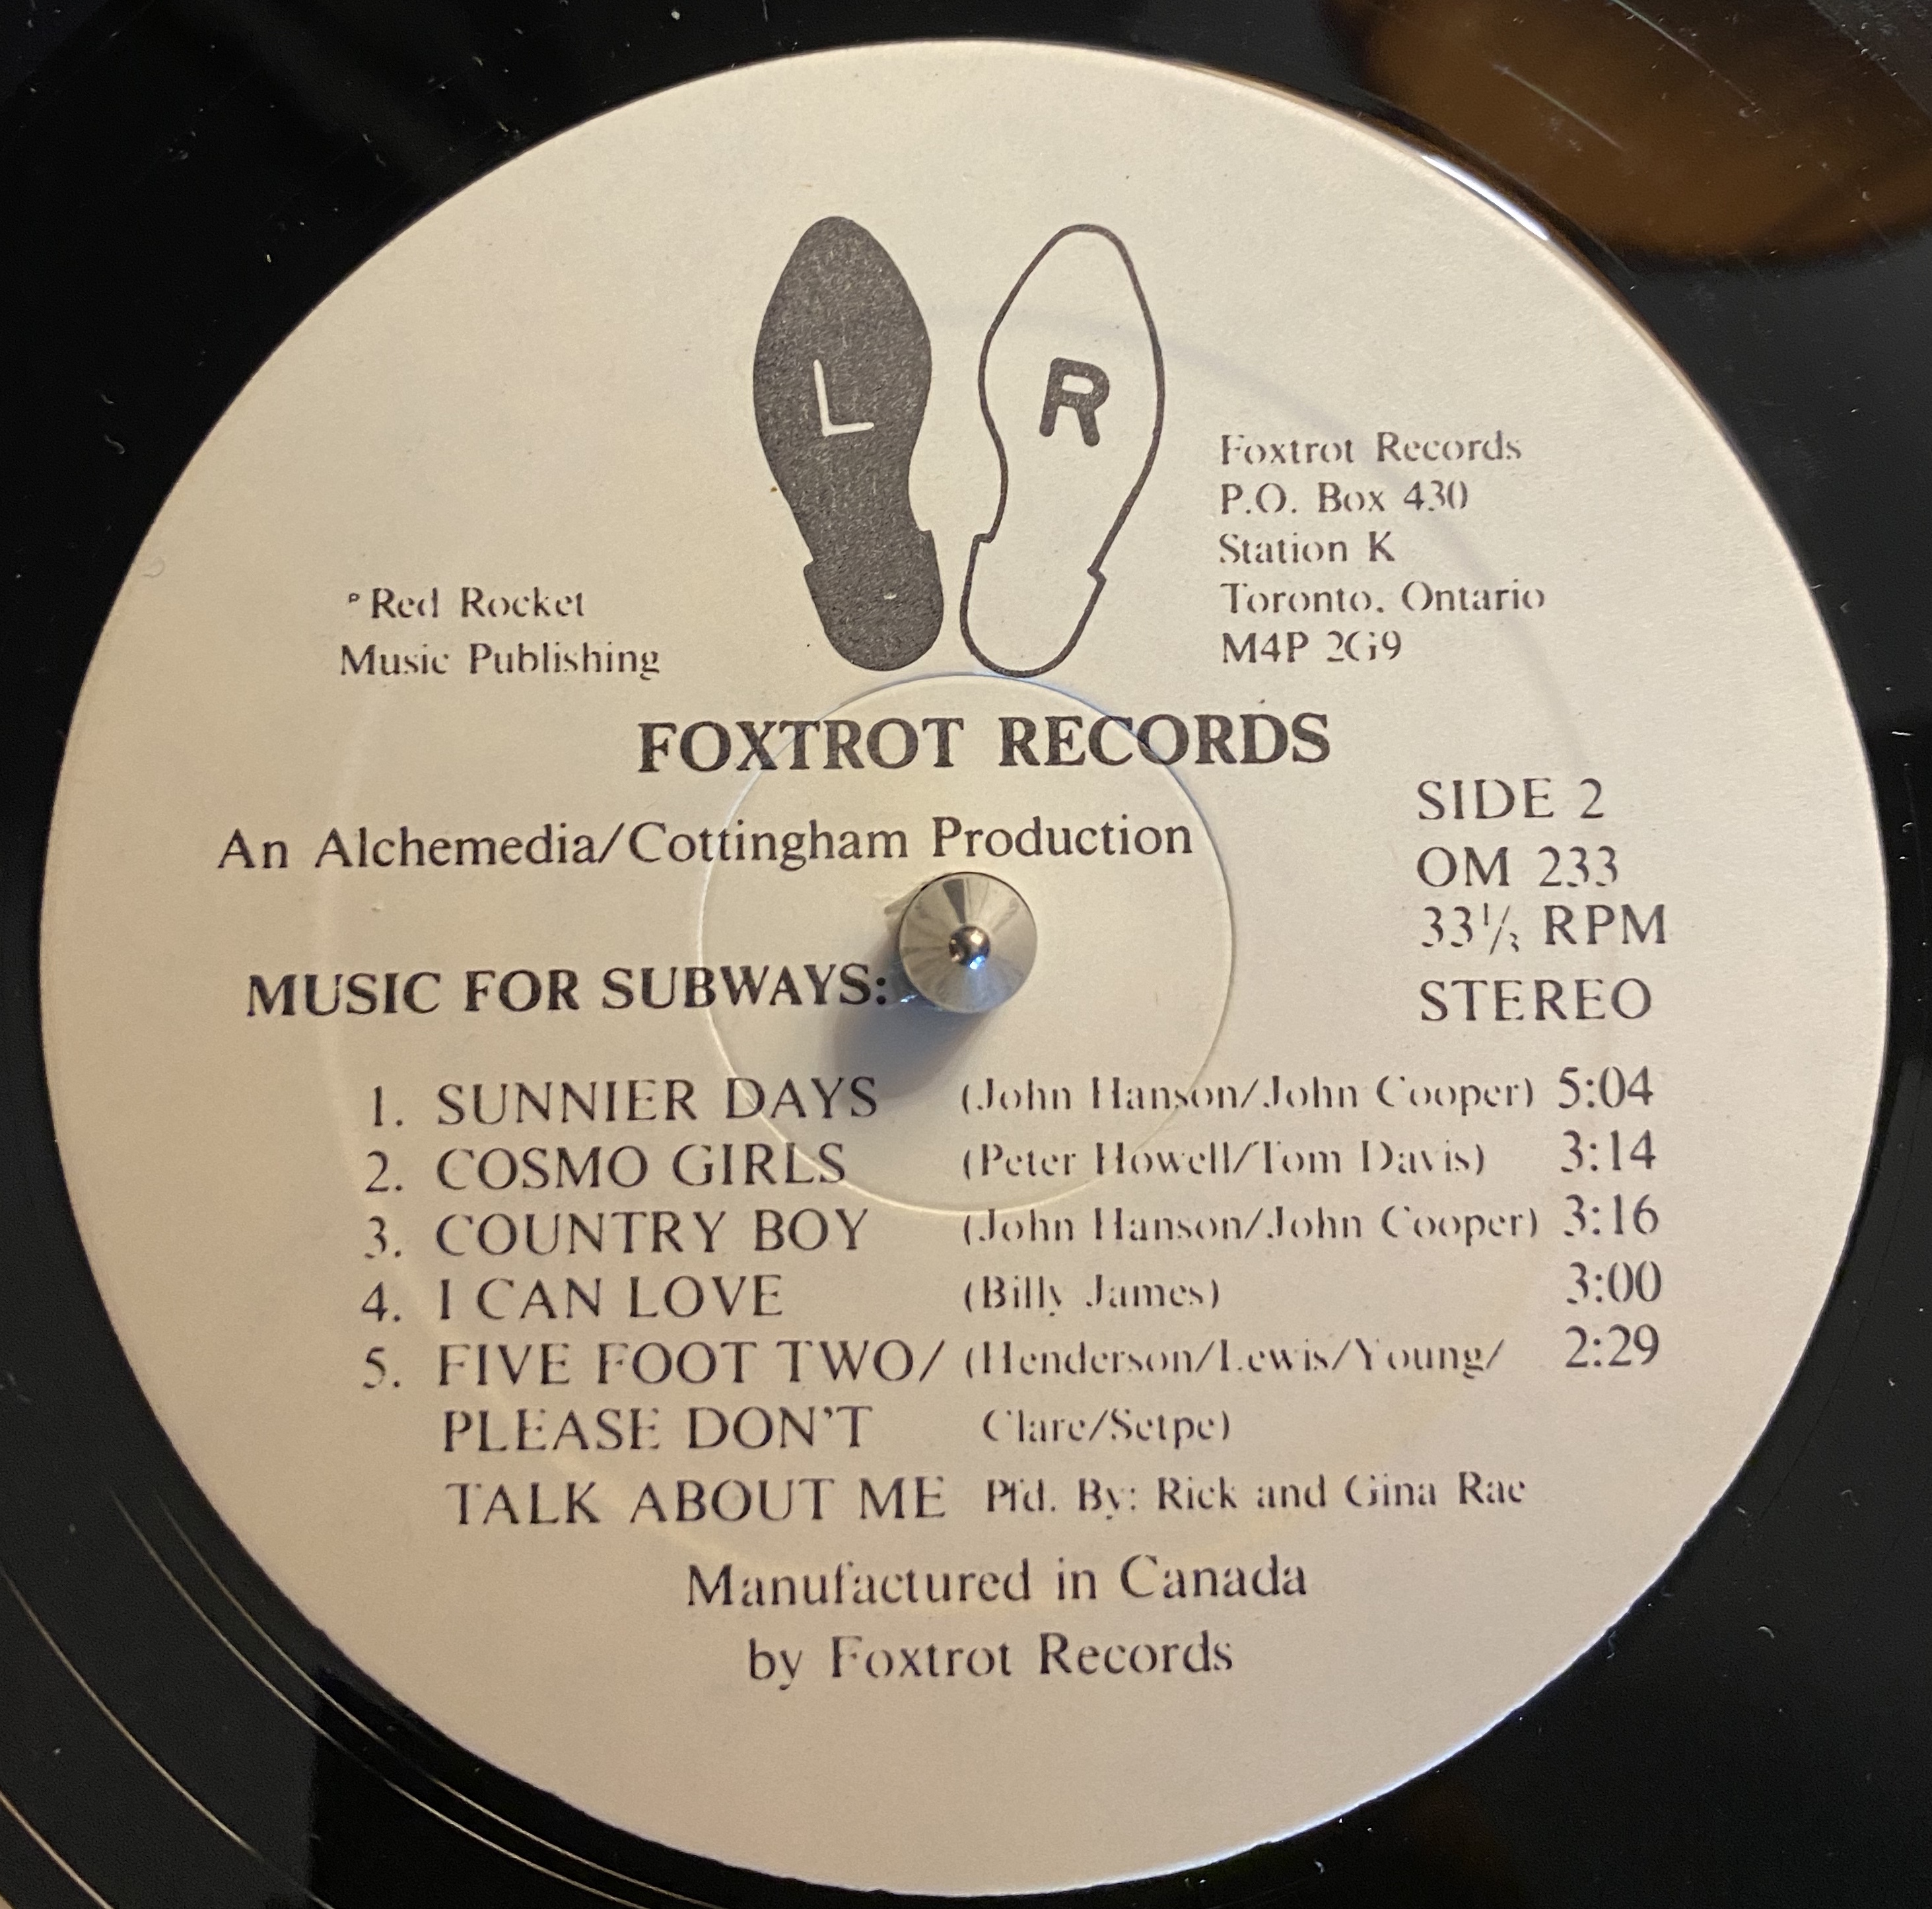 L R
Foxtrot Records
P.O. Box 430
Station K
Toronto, Ontario
M4P 2G9
℗ Red Rocket
Music Publishing
FOXTROT RECORDS
An Alchemedia/Cottingham Production
SIDE 2
OM 233
33⅓ RPM
STEREO
MUSIC FOR SUBWAYS:
1. SUNNIER DAYS (John Hanson/John Cooper) 5:04
2. COSMO GIRLS (Peter Howell/Tom Davis) 3:14
3. COUNTRY BOY (John Hanson/John Cooper) 3:16
4. I CAN LOVE (Billy James) 3:00
5. FIVE FOOT TWO/ (Henderson/Lewis/Young/ 2:29
PLEASE DON'T Clare/Setpe)
TALK ABOUT ME Pfd. By: Rick and Gina Rae
Manufactured in Canada
by Foxtrot Records